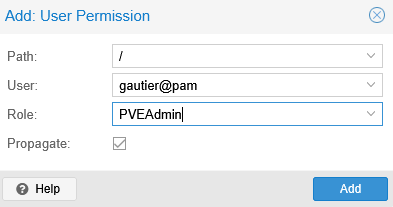 Add: User Permission
Path: /
User: gautier@pam
Role: PVEAdmin
Propagate:
Help Add